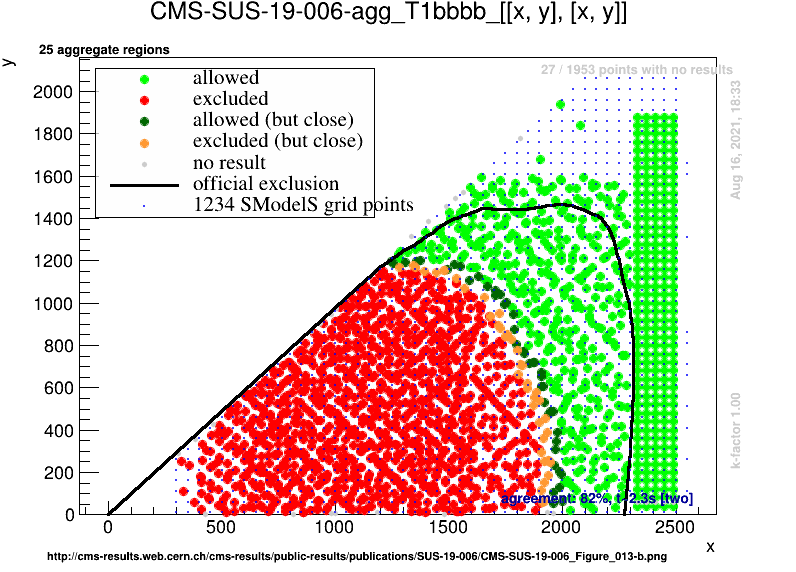 CMS-SUS-19-006-agg_T1bbbb_[[x, y], [x, y]]
25 aggregate regions
27 / 1953 points with no results
y
allowed
excluded
allowed (but close)
excluded (but close)
no result
official exclusion
1234 SModelS grid points
2000
1800
1600
1400
1200
1000
800
600
400
200
0
Aug 16, 2021, 18:33
k-factor 1.00
agreement: 82%, t=2.3s [two]
0 500 1000 1500 2000 2500
x
http://cms-results.web.cern.ch/cms-results/public-results/publications/SUS-19-006/CMS-SUS-19-006_Figure_013-b.png